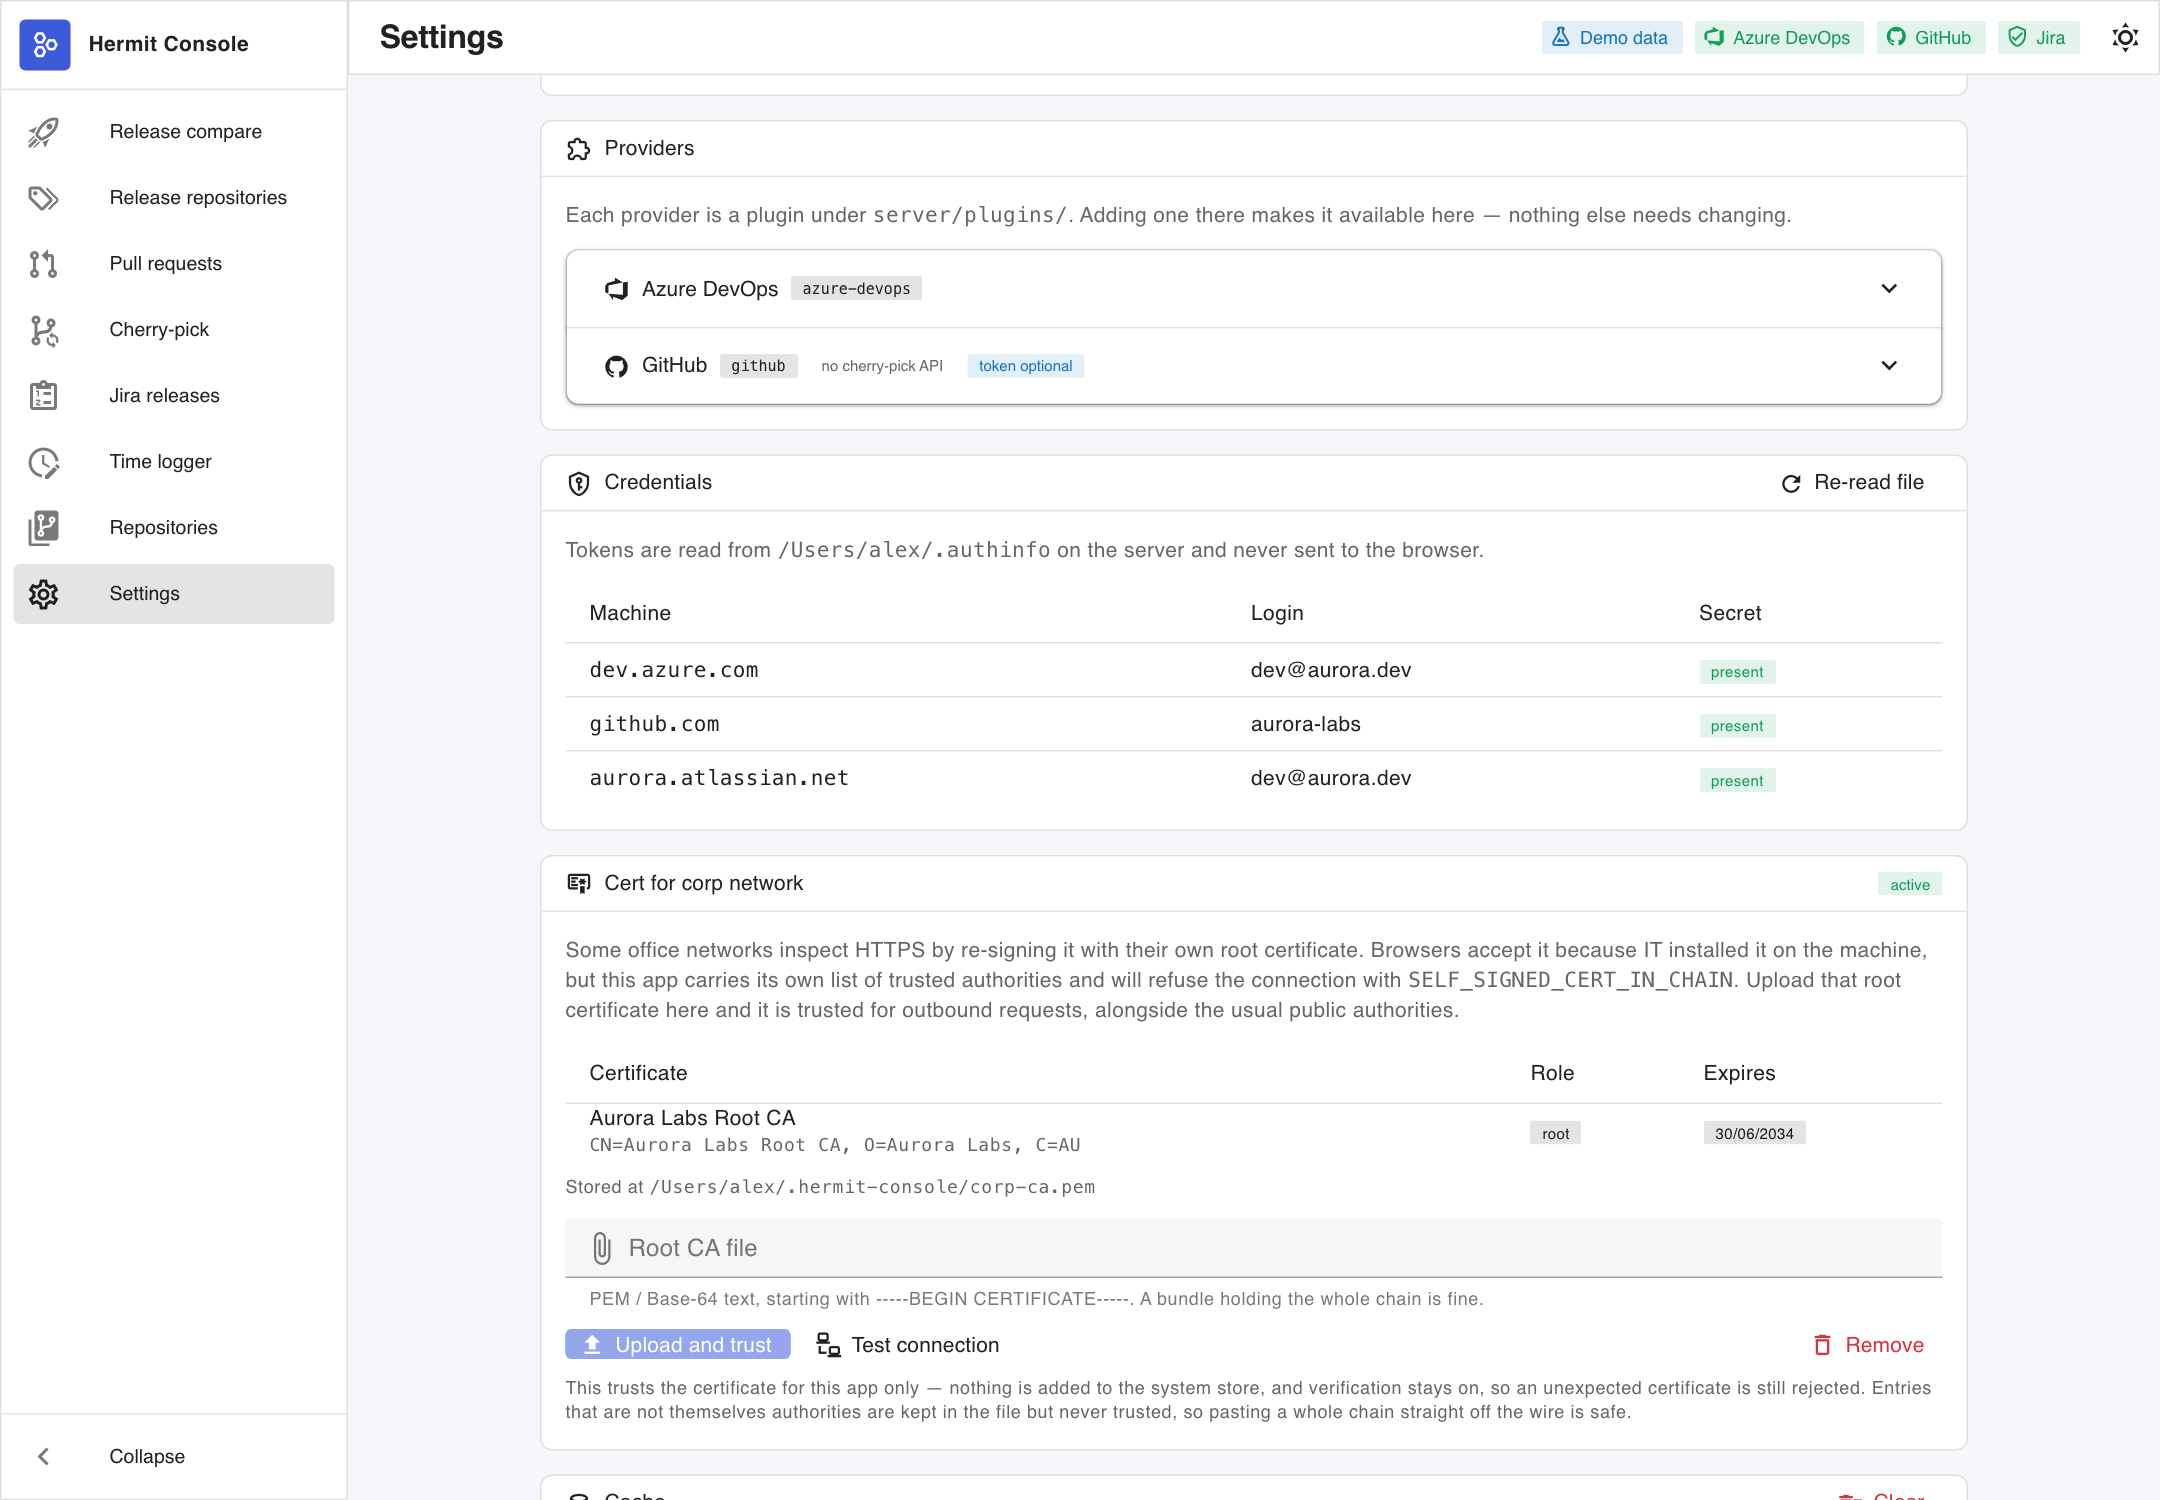 Hermit Console
Settings
Demo data
Azure DevOps
GitHub
Jira
Release compare
Release repositories
Pull requests
Cherry-pick
Jira releases
Time logger
Repositories
Settings
Collapse
Providers
Each provider is a plugin under server/plugins/. Adding one there makes it available here — nothing else needs changing.
Azure DevOps azure-devops
GitHub github no cherry-pick API token optional
Credentials
Re-read file
Tokens are read from /Users/alex/.authinfo on the server and never sent to the browser.
Machine Login Secret
dev.azure.com dev@aurora.dev present
github.com aurora-labs present
aurora.atlassian.net dev@aurora.dev present
Cert for corp network
active
Some office networks inspect HTTPS by re-signing it with their own root certificate. Browsers accept it because IT installed it on the machine,
but this app carries its own list of trusted authorities and will refuse the connection with SELF_SIGNED_CERT_IN_CHAIN. Upload that root
certificate here and it is trusted for outbound requests, alongside the usual public authorities.
Certificate Role Expires
Aurora Labs Root CA
CN=Aurora Labs Root CA, O=Aurora Labs, C=AU
root 30/06/2034
Stored at /Users/alex/.hermit-console/corp-ca.pem
Root CA file
PEM / Base-64 text, starting with -----BEGIN CERTIFICATE-----. A bundle holding the whole chain is fine.
Upload and trust
Test connection
Remove
This trusts the certificate for this app only — nothing is added to the system store, and verification stays on, so an unexpected certificate is still rejected. Entries
that are not themselves authorities are kept in the file but never trusted, so pasting a whole chain straight off the wire is safe.
Cache
Clear